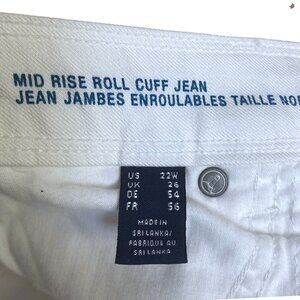 MID RISE ROLL CUFF JEAN
JEAN JAMBES ENROULABLES TAILLE
US 22W
UK 26
DE 54
FR 56
MADE IN
SRI LANKA/
FABRIQUÉ AU
SRI LANKA